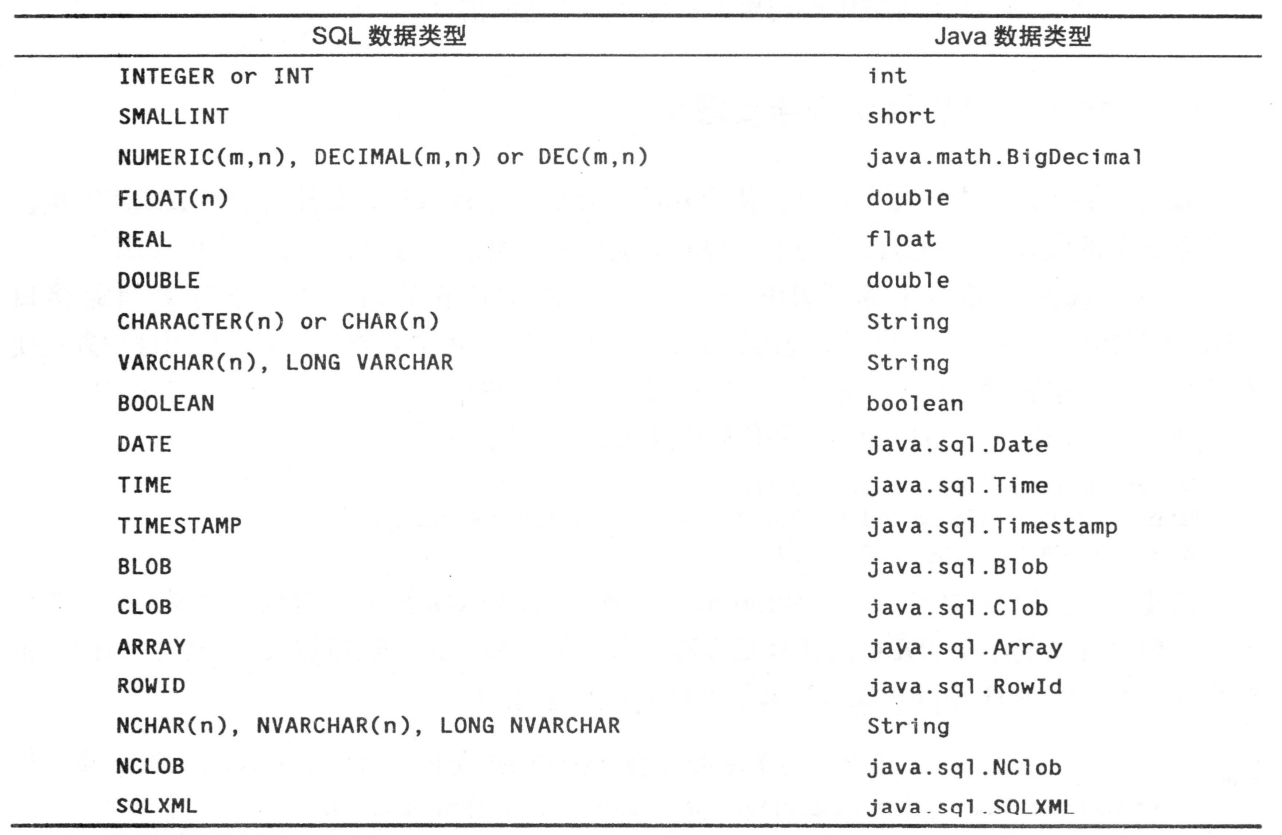 SQL 数据类型 Java 数据类型
INTEGER or INT int
SMALLINT short
NUMERIC(m,n), DECIMAL(m,n) or DEC(m,n) java.math.BigDecimal
FLOAT(n) double
REAL float
DOUBLE double
CHARACTER(n) or CHAR(n) String
VARCHAR(n), LONG VARCHAR String
BOOLEAN boolean
DATE java.sql.Date
TIME java.sql.Time
TIMESTAMP java.sql.Timestamp
BLOB java.sql.Blob
CLOB java.sql.Clob
ARRAY java.sql.Array
ROWID java.sql.RowId
NCHAR(n), NVARCHAR(n), LONG NVARCHAR String
NCLOB java.sql.NClob
SQLXML java.sql.SQLXML